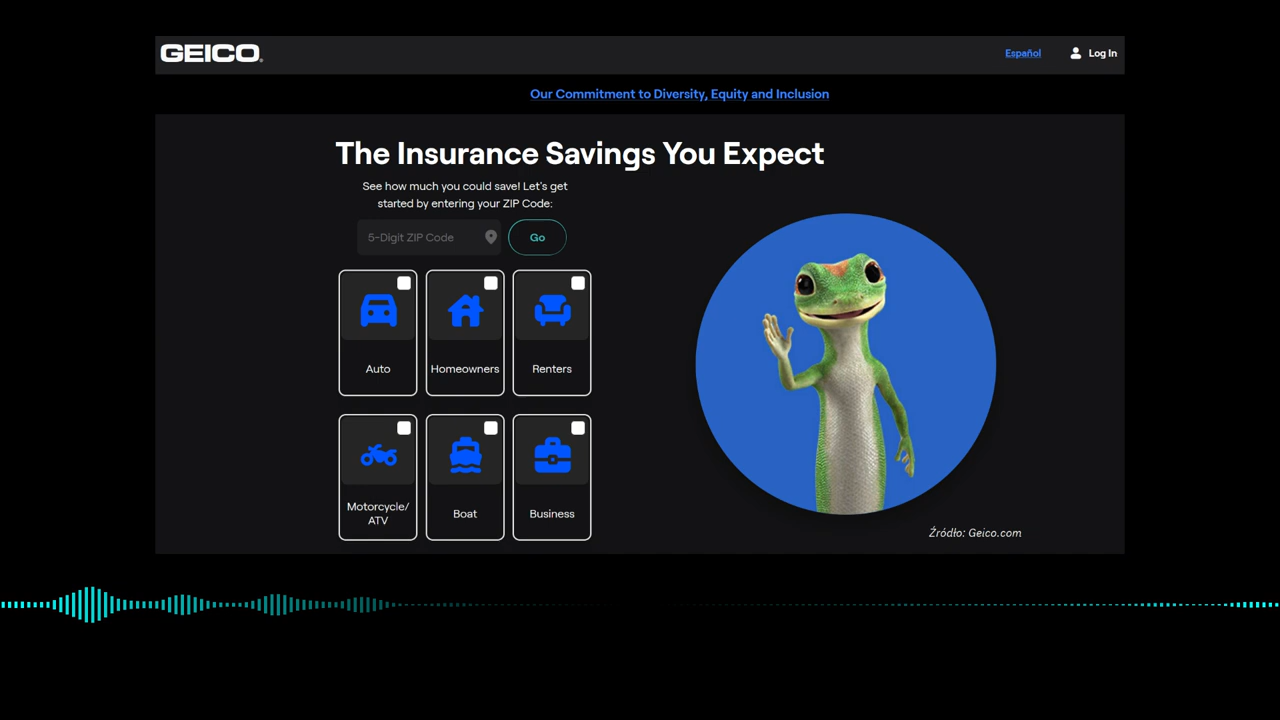 GEICO
Español
Log In
Our Commitment to Diversity, Equity and Inclusion
The Insurance Savings You Expect
See how much you could save! Let's get
started by entering your ZIP Code:
5-Digit ZIP Code
Go
Auto
Homeowners
Renters
Motorcycle/
ATV
Boat
Business
Źródło: Geico.com